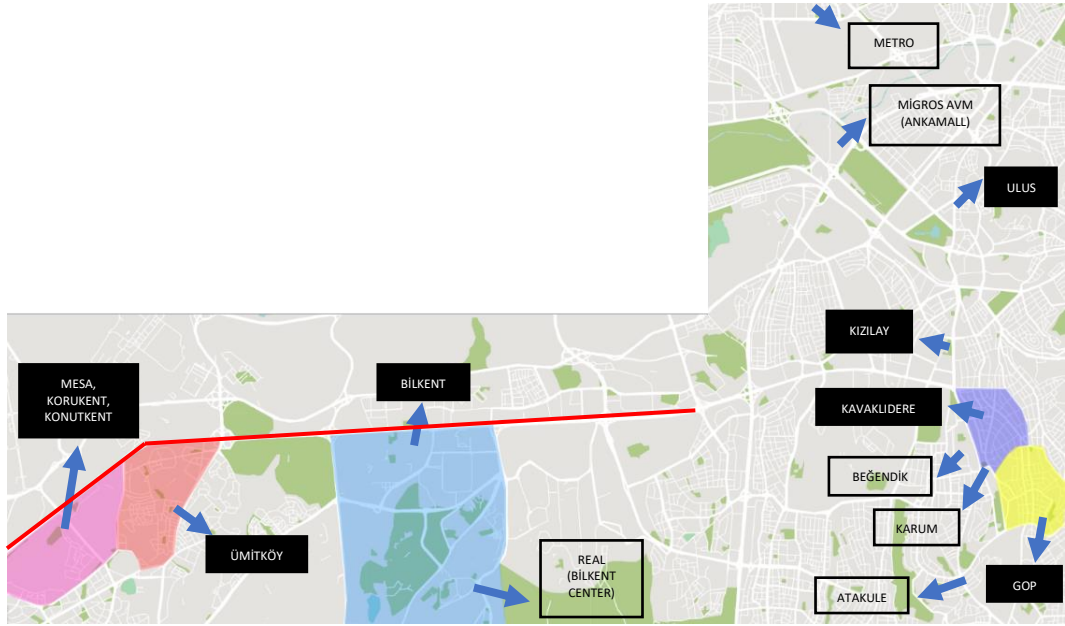 METRO
MİGROS AVM
(ANKAMALL)
ULUS
KIZILAY
MESA,
KORUKENT,
KONUTKENT
BİLKENT
KAVAKLIDERE
BEĞENDİK
KARUM
ÜMİTKÖY
REAL
(BİLKENT
CENTER)
ATAKULE
GOP